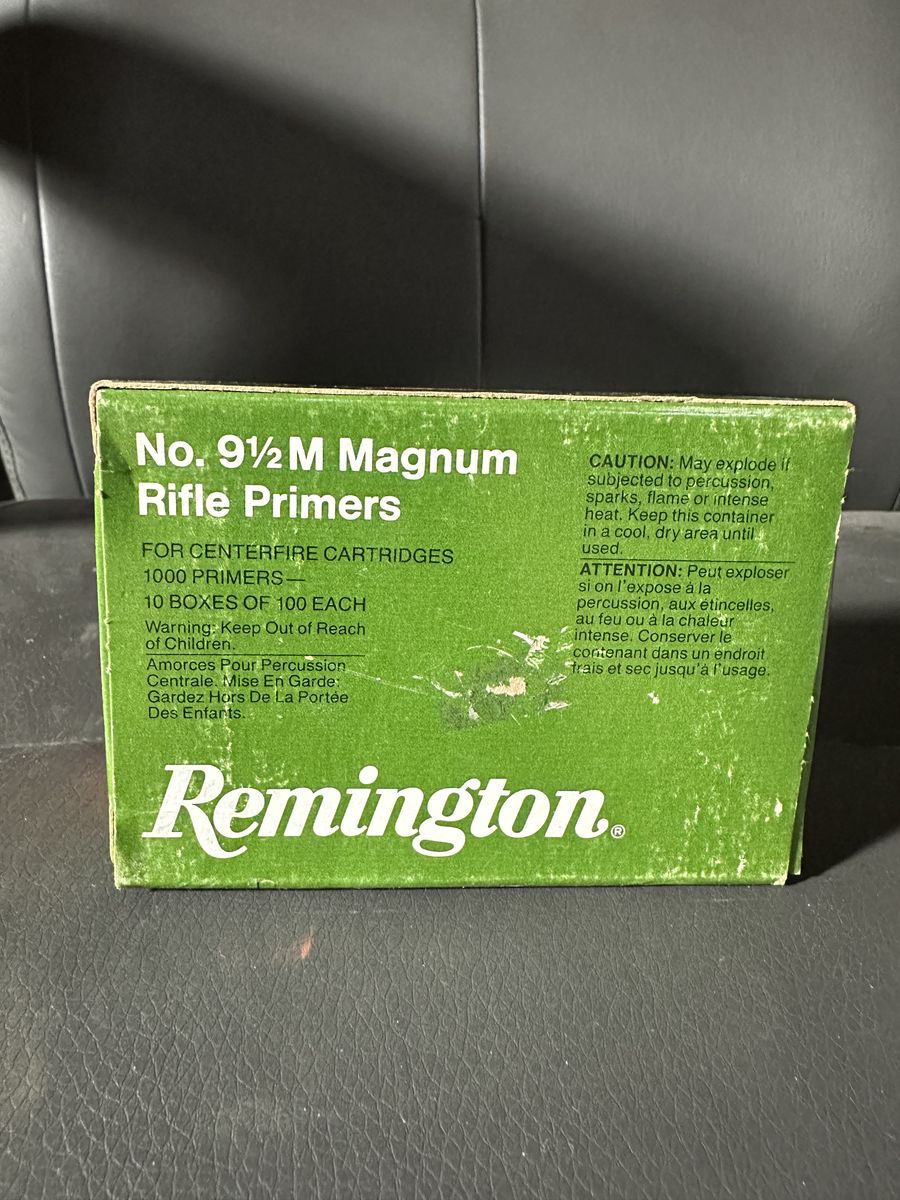 No. 9½ M Magnum
Rifle Primers
FOR CENTERFIRE CARTRIDGES
1000 PRIMERS—
10 BOXES OF 100 EACH
Warning: Keep Out of Reach
of Children.
Amorces Pour Percussion
Centrale. Mise En Garde:
Gardez Hors De La Portée
Des Enfants.
CAUTION: May explode if
subjected to percussion,
sparks, flame or intense
heat. Keep this container
in a cool, dry area until
used.
ATTENTION: Peut exploser
si on l'expose à la
percussion, aux étincelles,
au feu ou à la chaleur
intense. Conserver le
contenant dans un endroit
frais et sec jusqu'à l'usage.
Remington®